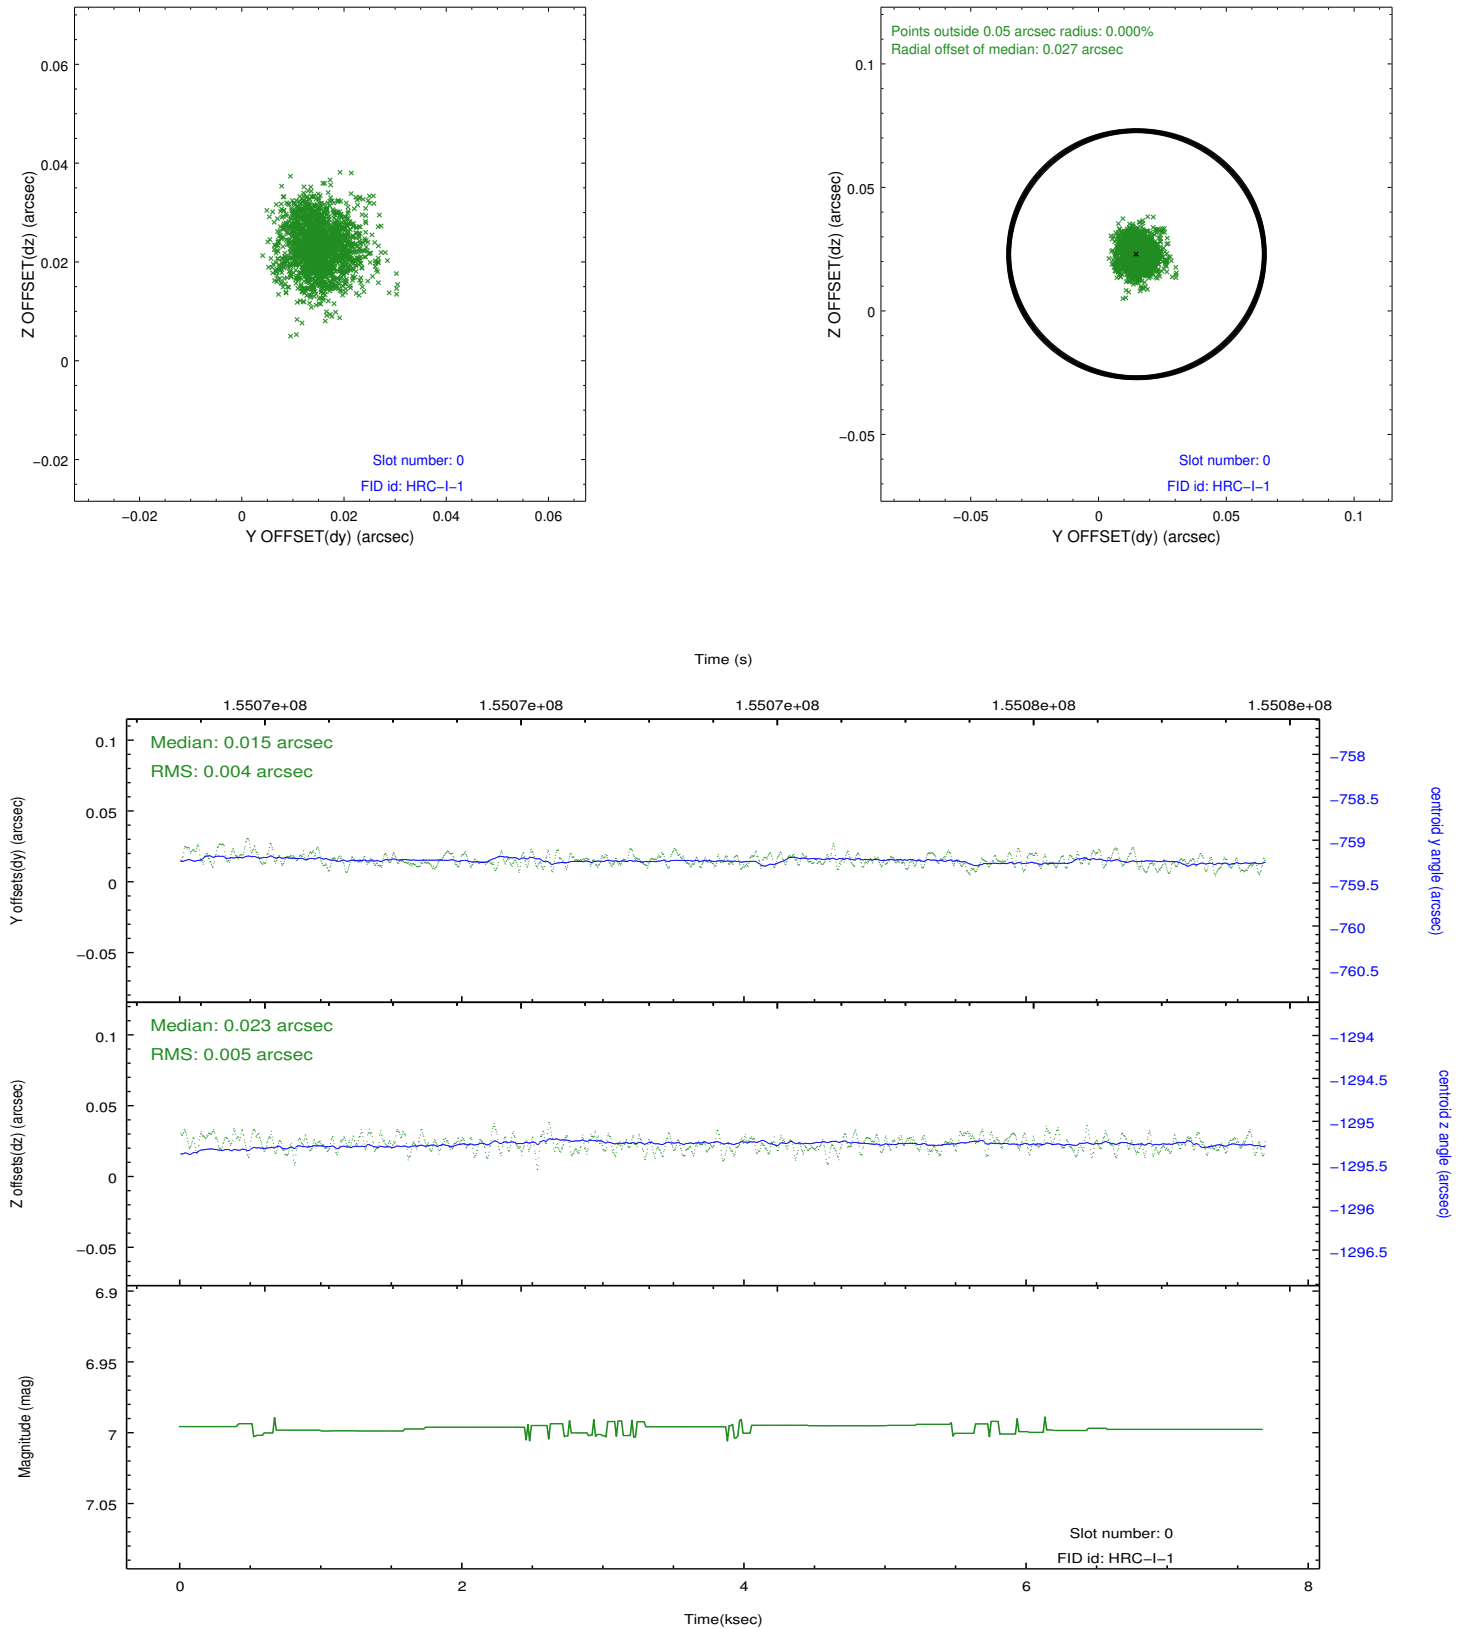 0.06
0.04
0.02
0
−0.02
Z OFFSET(dz) (arcsec)
Slot number: 0
FID id: HRC−I−1
−0.02
0
0.02
0.04
0.06
Y OFFSET(dy) (arcsec)
Points outside 0.05 arcsec radius: 0.000%
Radial offset of median: 0.027 arcsec
0.1
0.05
0
−0.05
Z OFFSET(dz) (arcsec)
Slot number: 0
FID id: HRC−I−1
−0.05
0
0.05
0.1
Y OFFSET(dy) (arcsec)
Time (s)
1.5507e+08
1.5507e+08
1.5507e+08
1.5508e+08
1.5508e+08
Median: 0.015 arcsec
RMS: 0.004 arcsec
0.1
0.05
0
−0.05
Y offsets(dy) (arcsec)
−758
−758.5
−759
−759.5
−760
−760.5
centroid y angle (arcsec)
Median: 0.023 arcsec
RMS: 0.005 arcsec
0.1
0.05
0
−0.05
Z offsets(dz) (arcsec)
−1294
−1294.5
−1295
−1295.5
−1296
−1296.5
centroid z angle (arcsec)
6.9
6.95
7
7.05
Magnitude (mag)
Slot number: 0
FID id: HRC−I−1
0
2
4
6
8
Time(ksec)